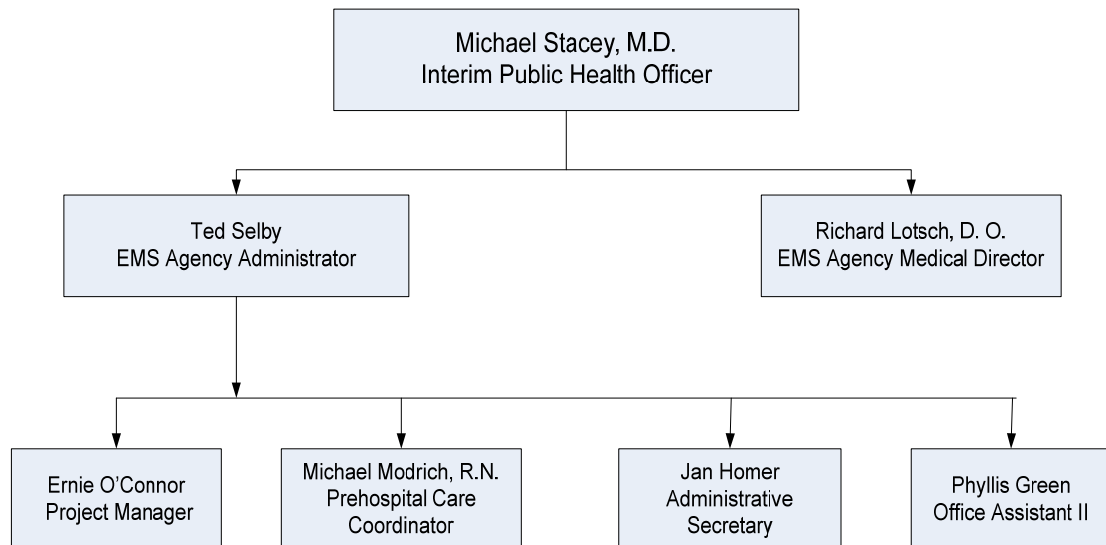 Michael Stacey, M.D.
Interim Public Health Officer
Ted Selby
EMS Agency Administrator
Richard Lotsch, D. O.
EMS Agency Medical Director
Ernie O’Connor
Project Manager
Michael Modrich, R.N.
Prehospital Care
Coordinator
Jan Homer
Administrative
Secretary
Phyllis Green
Office Assistant II